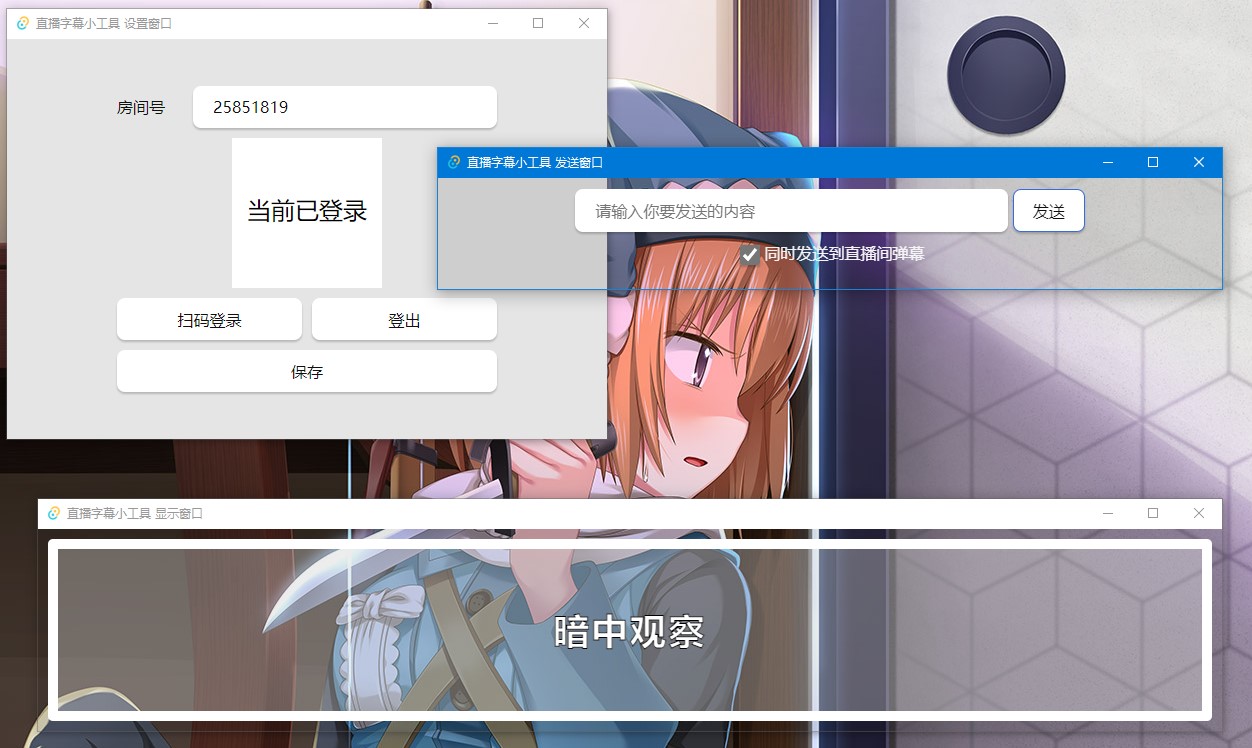 直播字幕小工具 设置窗口
房间号
25851819
当前已登录
扫码登录
登出
保存
直播字幕小工具 发送窗口
请输入你要发送的内容
发送
同时发送到直播间弹幕
直播字幕小工具 显示窗口
暗中观察